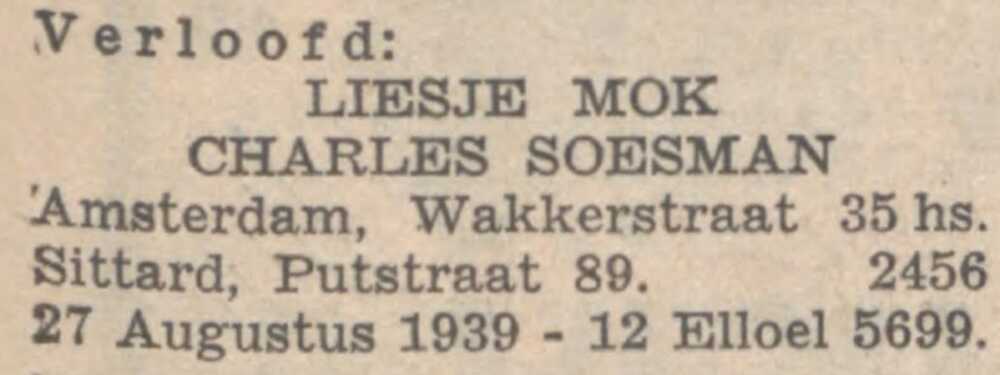 Verloofd:
LIESJE MOK
CHARLES SOESMAN
Amsterdam, Wakkerstraat 35 hs.
Sittard, Putstraat 89. 2456
27 Augustus 1939 - 12 Elloel 5699.